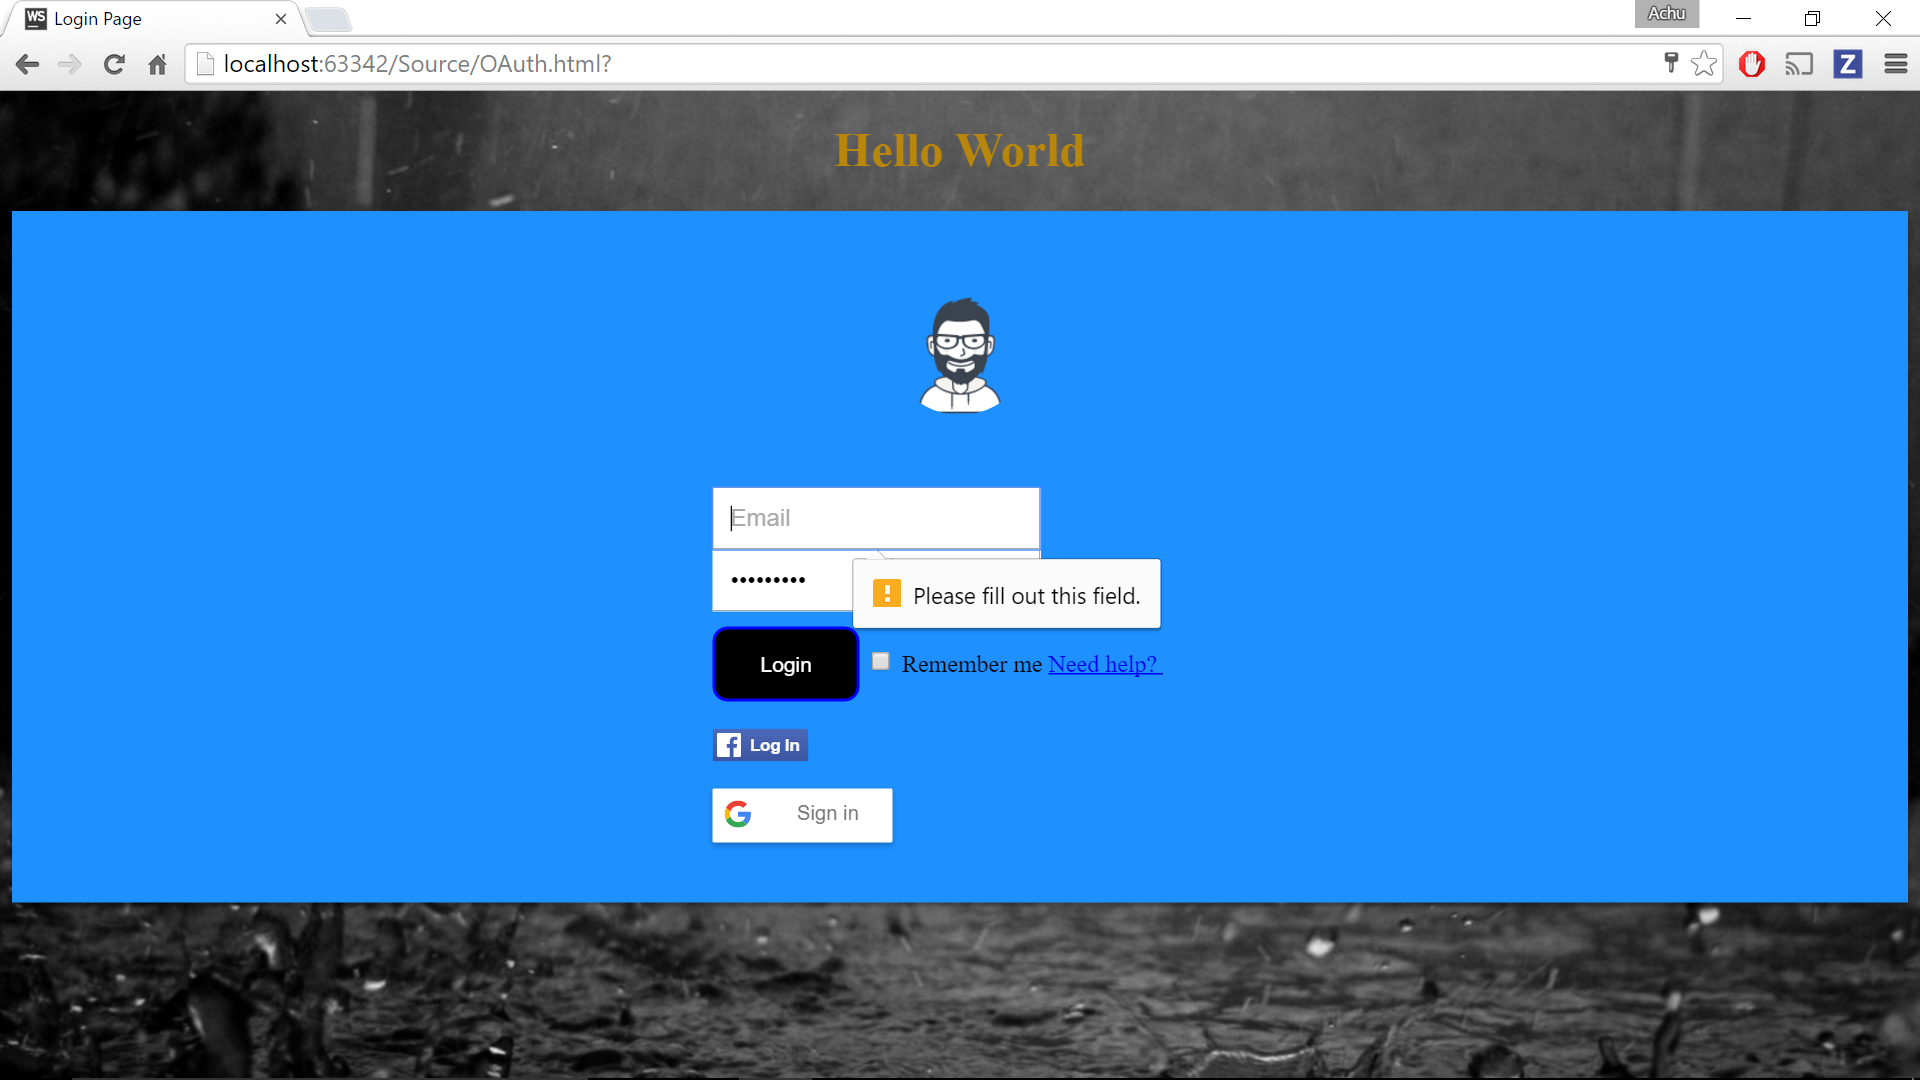 WS Login Page
Achu
localhost:63342/Source/OAuth.html?
Z
Hello World
Email
•••••••••
! Please fill out this field.
Login
Remember me Need help?
f Log In
G Sign in